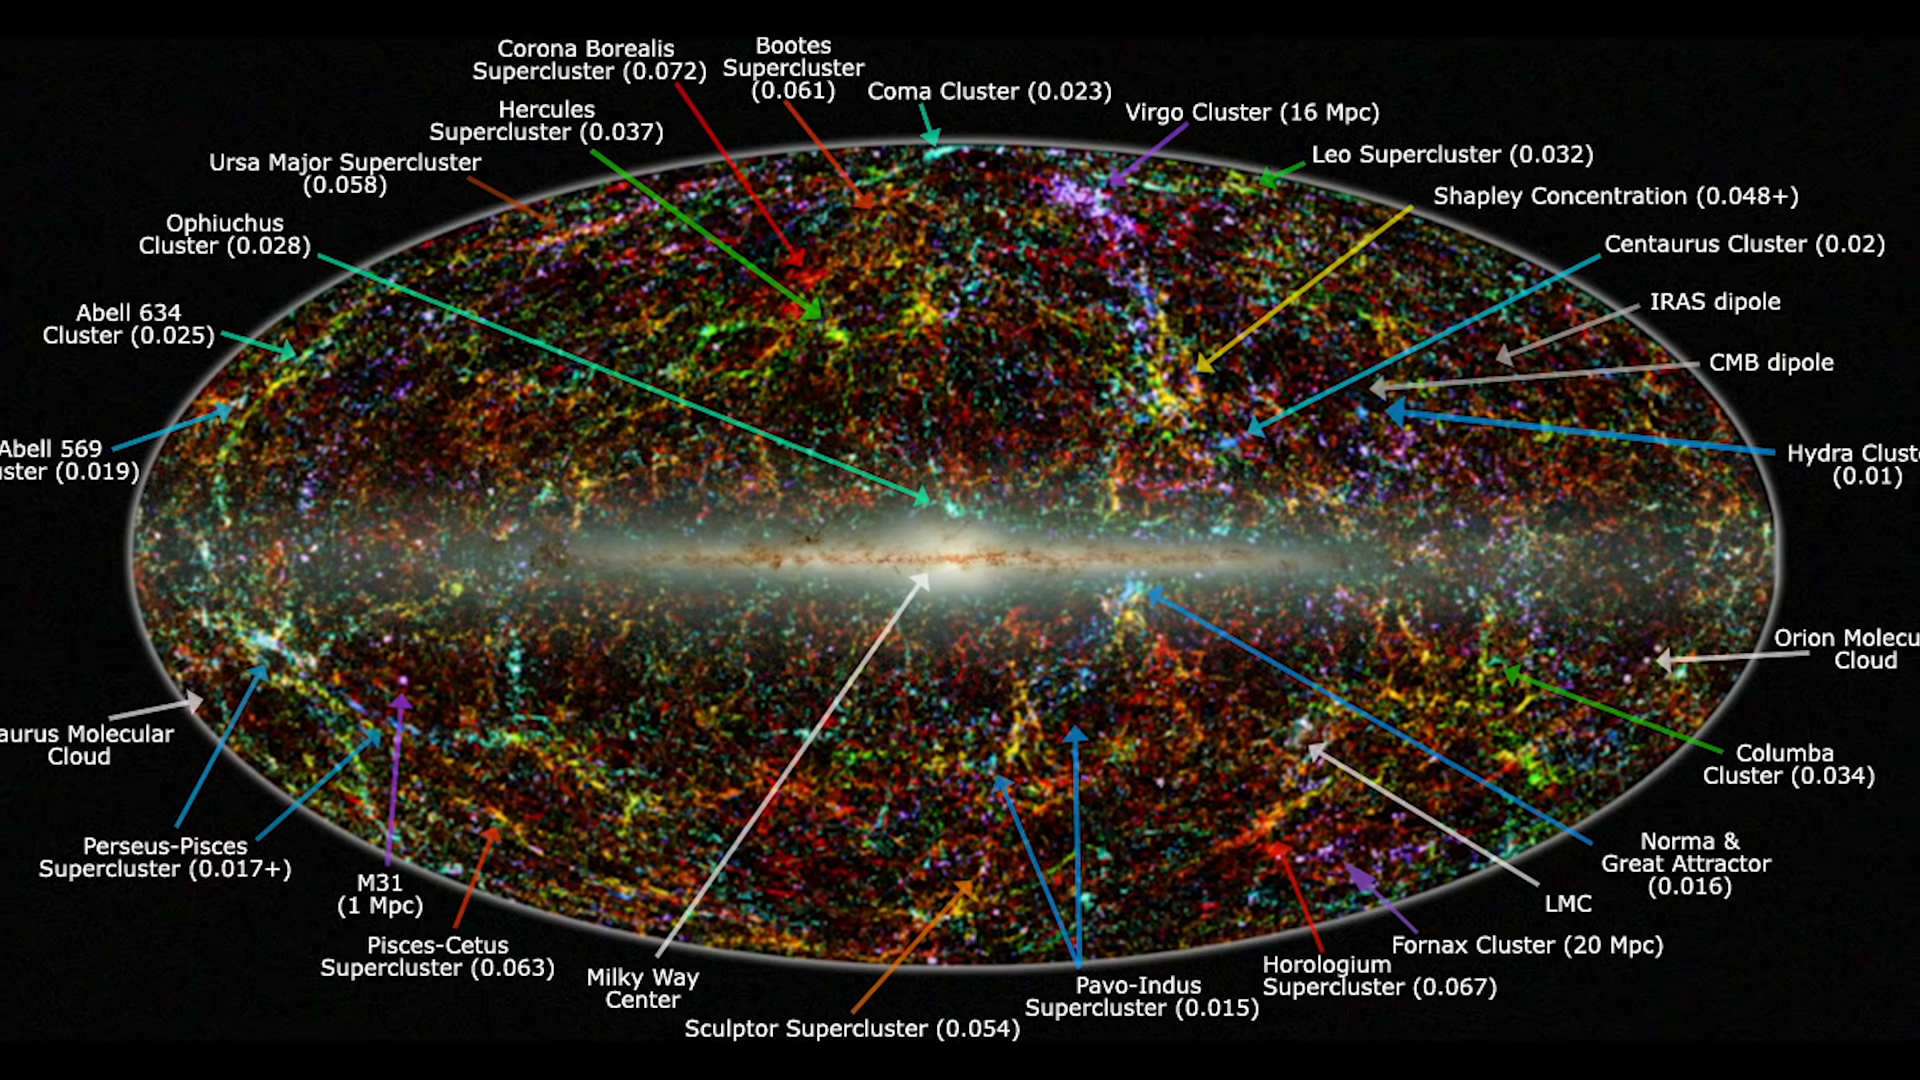 Corona Borealis
Supercluster (0.072)
Bootes
Supercluster
(0.061)
Coma Cluster (0.023)
Virgo Cluster (16 Mpc)
Hercules
Supercluster (0.037)
Leo Supercluster (0.032)
Ursa Major Supercluster
(0.058)
Shapley Concentration (0.048+)
Ophiuchus
Cluster (0.028)
Centaurus Cluster (0.02)
IRAS dipole
Abell 634
Cluster (0.025)
CMB dipole
Abell 569
uster (0.019)
Hydra Cluste
(0.01)
Orion Molecu
Cloud
aurus Molecular
Cloud
Columba
Cluster (0.034)
Perseus-Pisces
Supercluster (0.017+)
Norma &
Great Attractor
(0.016)
M31
(1 Mpc)
LMC
Pisces-Cetus
Supercluster (0.063)
Fornax Cluster (20 Mpc)
Milky Way
Center
Horologium
Supercluster (0.067)
Pavo-Indus
Supercluster (0.015)
Sculptor Supercluster (0.054)